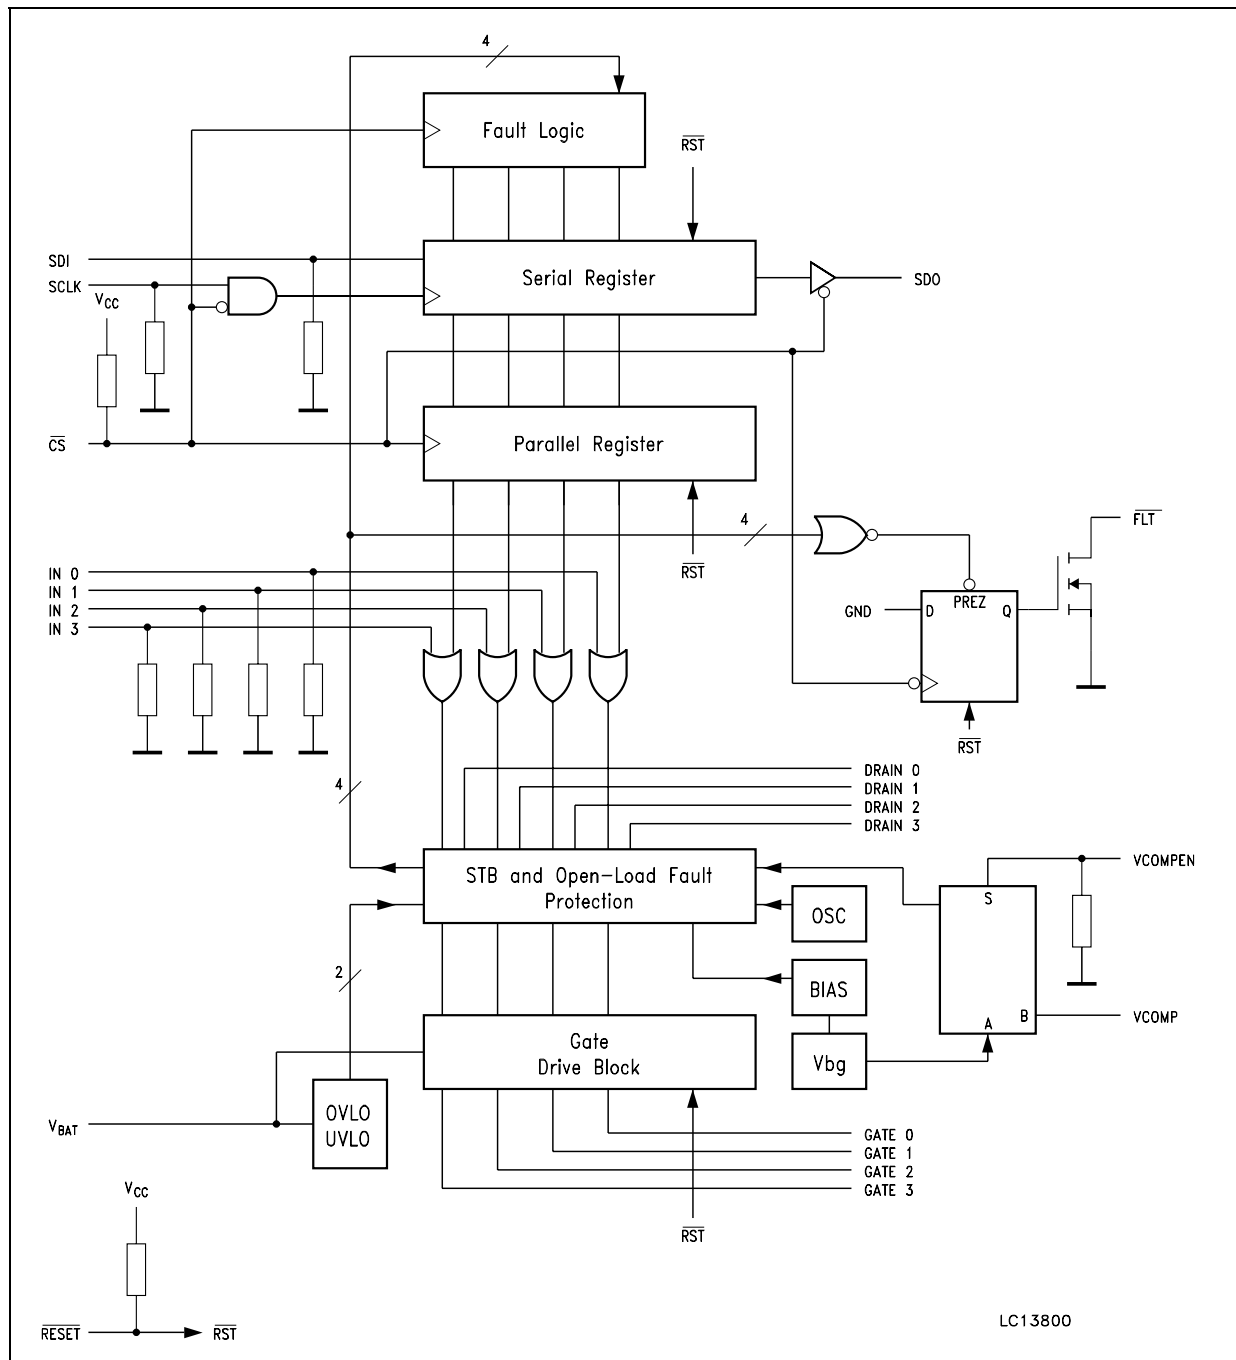 4
Fault Logic
RST
SDI
SCLK
VCC
Serial Register
SDO
CS
Parallel Register
4
FLT
RST
IN 0
IN 1
IN 2
IN 3
GND
D
PREZ
Q
RST
4
DRAIN 0
DRAIN 1
DRAIN 2
DRAIN 3
STB and Open-Load Fault
Protection
VCOMPEN
S
OSC
2
BIAS
A
B
VCOMP
Gate
Drive Block
Vbg
VBAT
OVLO
UVLO
GATE 0
GATE 1
GATE 2
GATE 3
VCC
RST
RESET
RST
LC13800